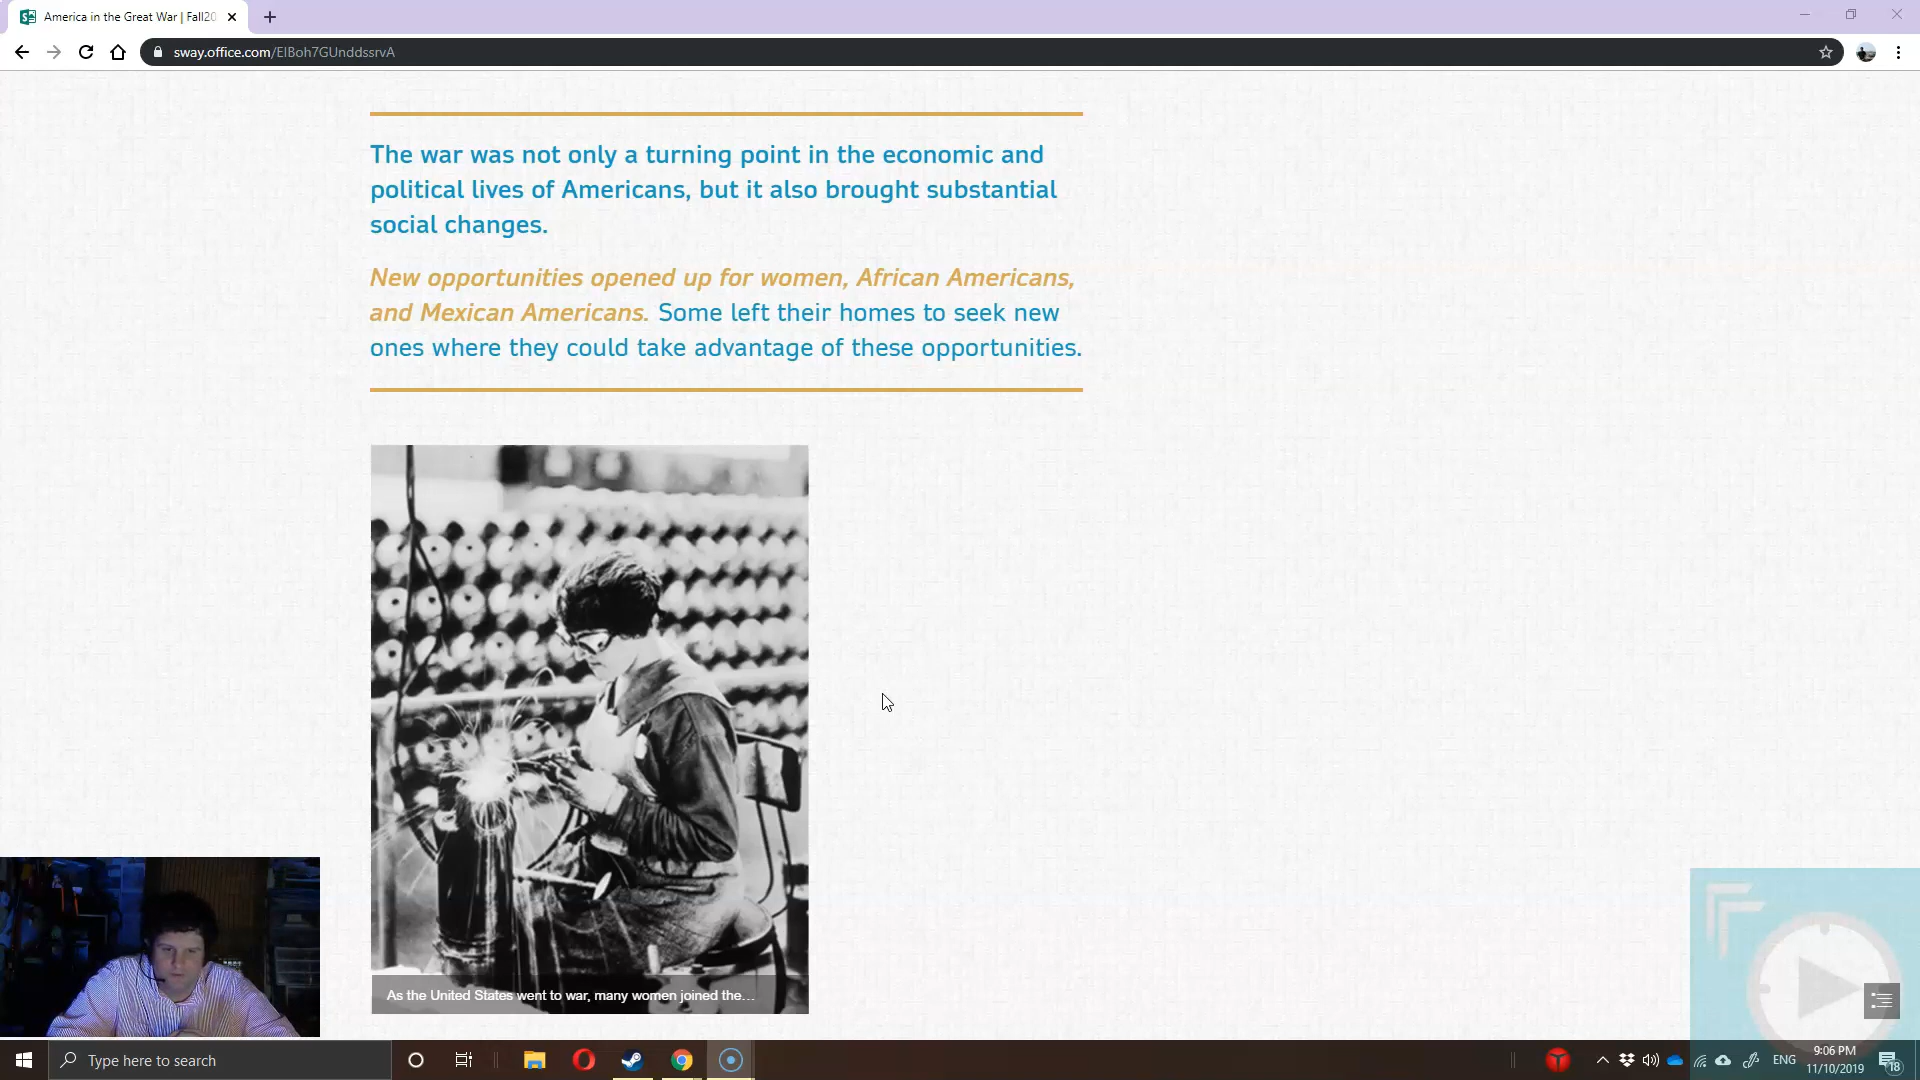 America in the Great War | Fall20
sway.office.com/EIBoh7GUnddssrvA
The war was not only a turning point in the economic and
political lives of Americans, but it also brought substantial
social changes.
New opportunities opened up for women, African Americans,
and Mexican Americans. Some left their homes to seek new
ones where they could take advantage of these opportunities.
As the United States went to war, many women joined the...
Type here to search
ENG
9:06 PM
11/10/2019
18